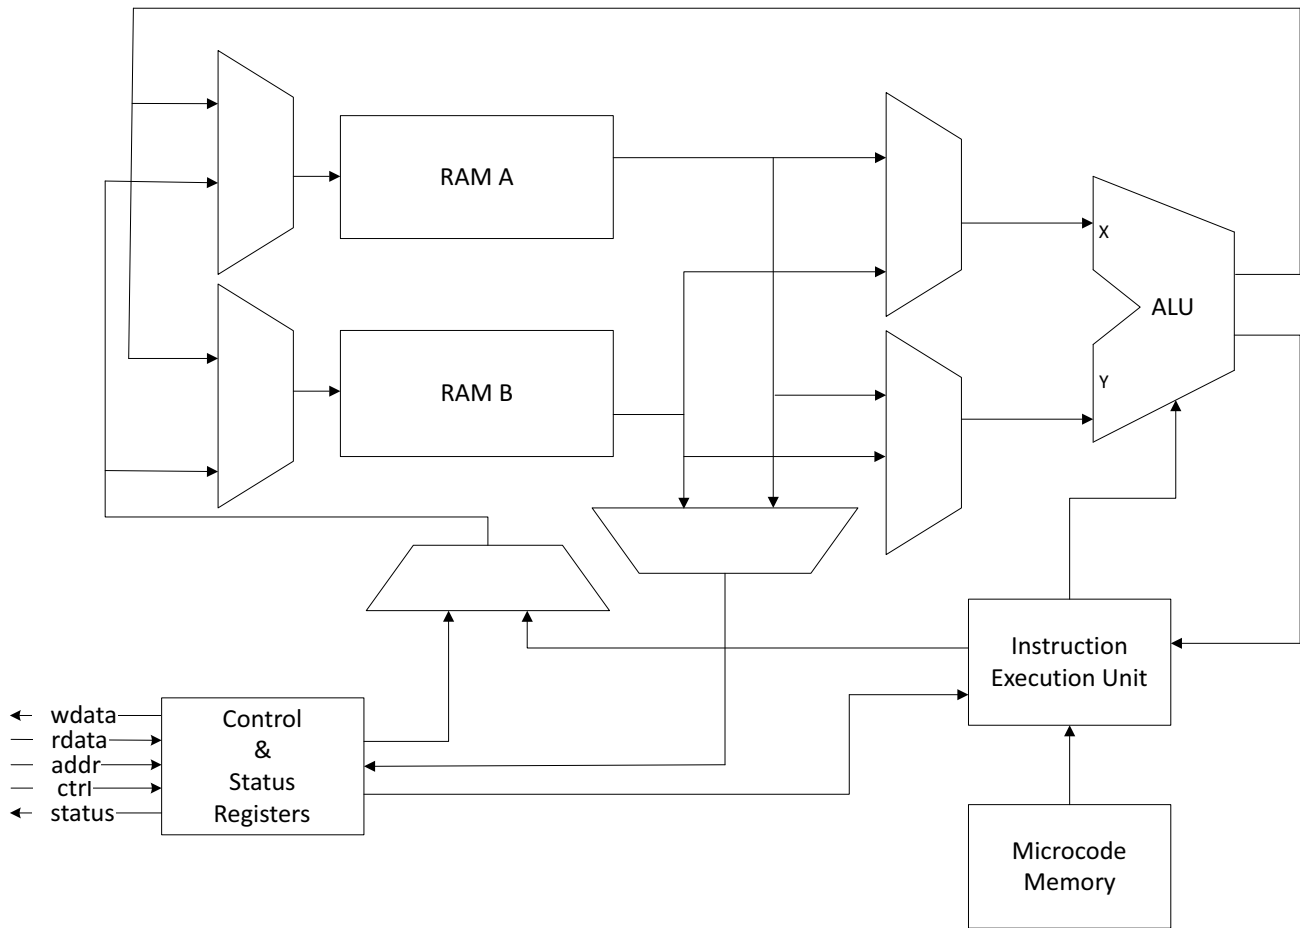 RAM A
X
ALU
RAM B
Y
Instruction
Execution Unit
Control
&
Status
Registers
wdata
rdata
addr
ctrl
status
Microcode
Memory